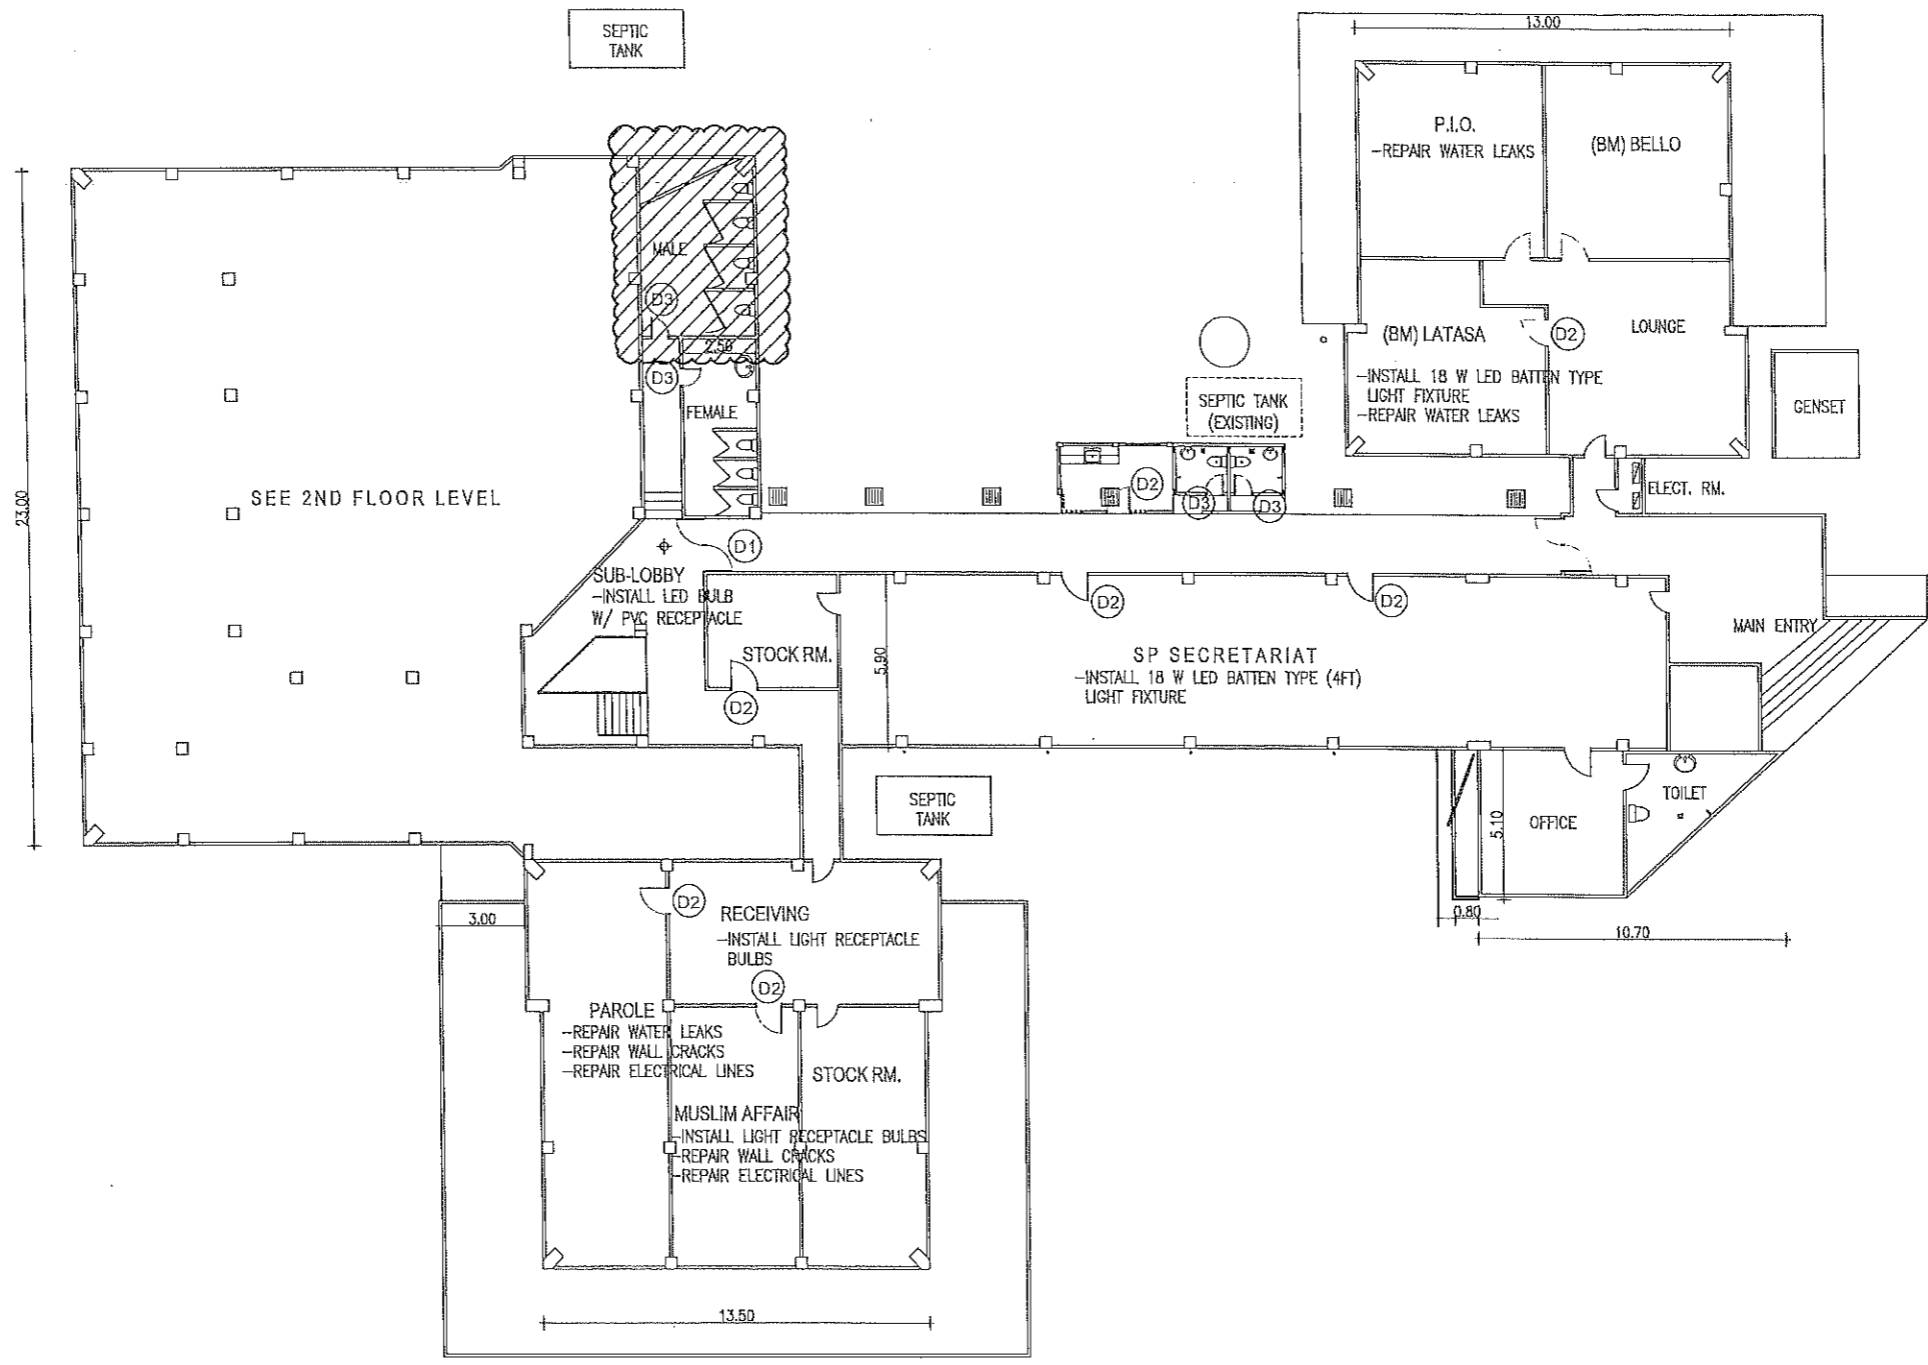 SEPTIC
TANK
13.00
P.I.O.
-REPAIR WATER LEAKS
(BM) BELLO
MALE
D3
2.50
D3
FEMALE
(BM) LATASA
D2
LOUNGE
-INSTALL 18 W LED BATTEN TYPE
LIGHT FIXTURE
-REPAIR WATER LEAKS
GENSET
SEPTIC TANK
(EXISTING)
23.00
SEE 2ND FLOOR LEVEL
D2
D3
D3
ELECT. RM.
D1
SUB-LOBBY
-INSTALL LED BULB
W/ PVC RECEPTACLE
D2
D2
MAIN ENTRY
STOCK RM.
5.90
SP SECRETARIAT
-INSTALL 18 W LED BATTEN TYPE (4FT)
LIGHT FIXTURE
D2
SEPTIC
TANK
5.10
OFFICE
TOILET
3.00
D2
RECEIVING
-INSTALL LIGHT RECEPTACLE
BULBS
0.80
10.70
D2
PAROLE
-REPAIR WATER LEAKS
-REPAIR WALL CRACKS
-REPAIR ELECTRICAL LINES
STOCK RM.
MUSLIM AFFAIR
-INSTALL LIGHT RECEPTACLE BULBS
-REPAIR WALL CRACKS
-REPAIR ELECTRICAL LINES
13.50